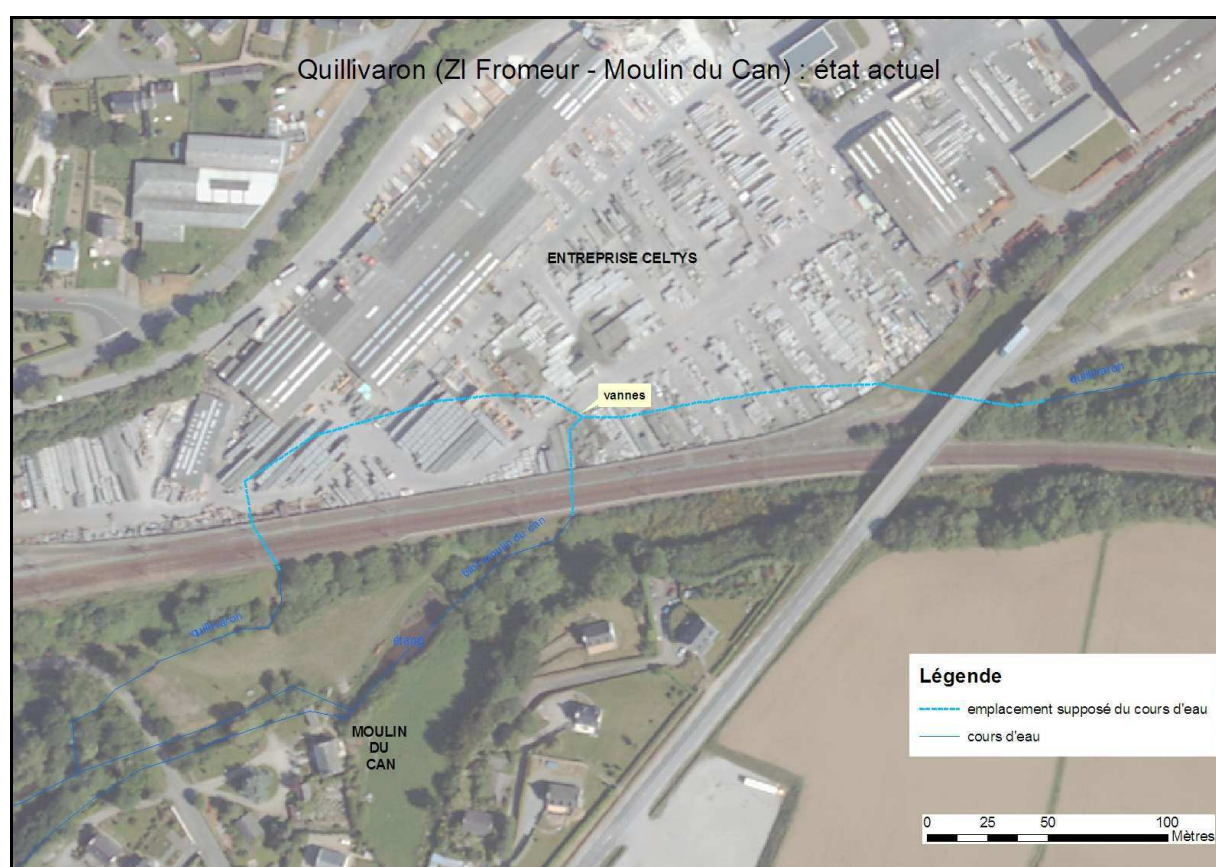 Quillivaron (ZI Fromeur - Moulin du Can) : état actuel
ENTREPRISE CELTYS
quillivaron
vannes
bief moulin du can
quillivaron
étang
MOULIN
DU
CAN
Légende
emplacement supposé du cours d'eau
cours d'eau
0 25 50 100
Mètres